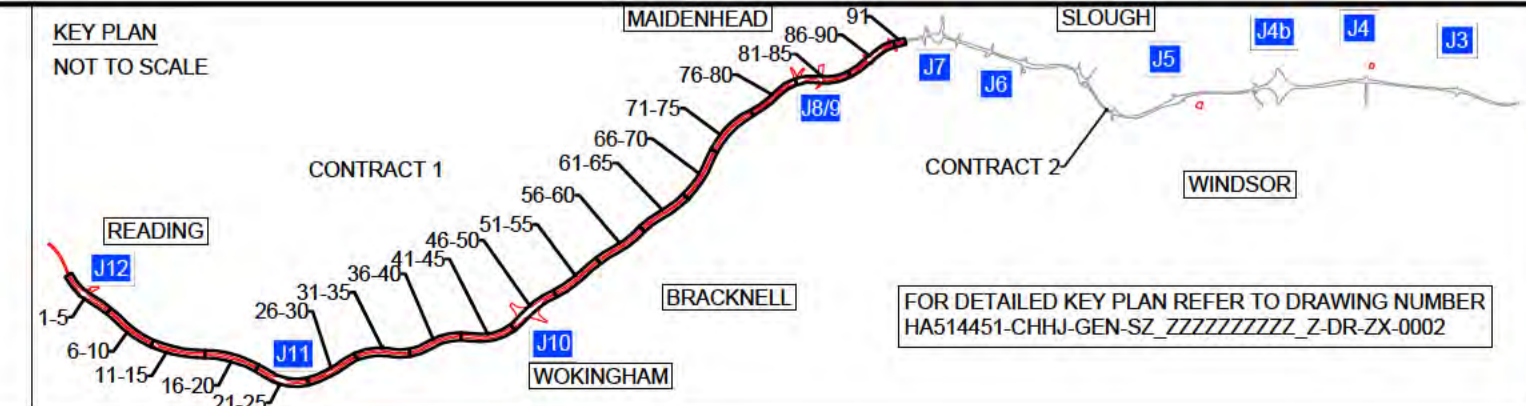 KEY PLAN
NOT TO SCALE
MAIDENHEAD
91
SLOUGH
86-90
81-85
76-80
J7
J6
J5
J4b
J4
J3
J8/9
71-75
66-70
61-65
CONTRACT 1
CONTRACT 2
WINDSOR
56-60
51-55
46-50
READING
41-45
36-40
31-35
26-30
J12
BRACKNELL
FOR DETAILED KEY PLAN REFER TO DRAWING NUMBER
HA514451-CHHJ-GEN-SZ_ZZZZZZZZZZ_Z-DR-ZX-0002
1-5
6-10
11-15
16-20
21-25
J11
J10
WOKINGHAM